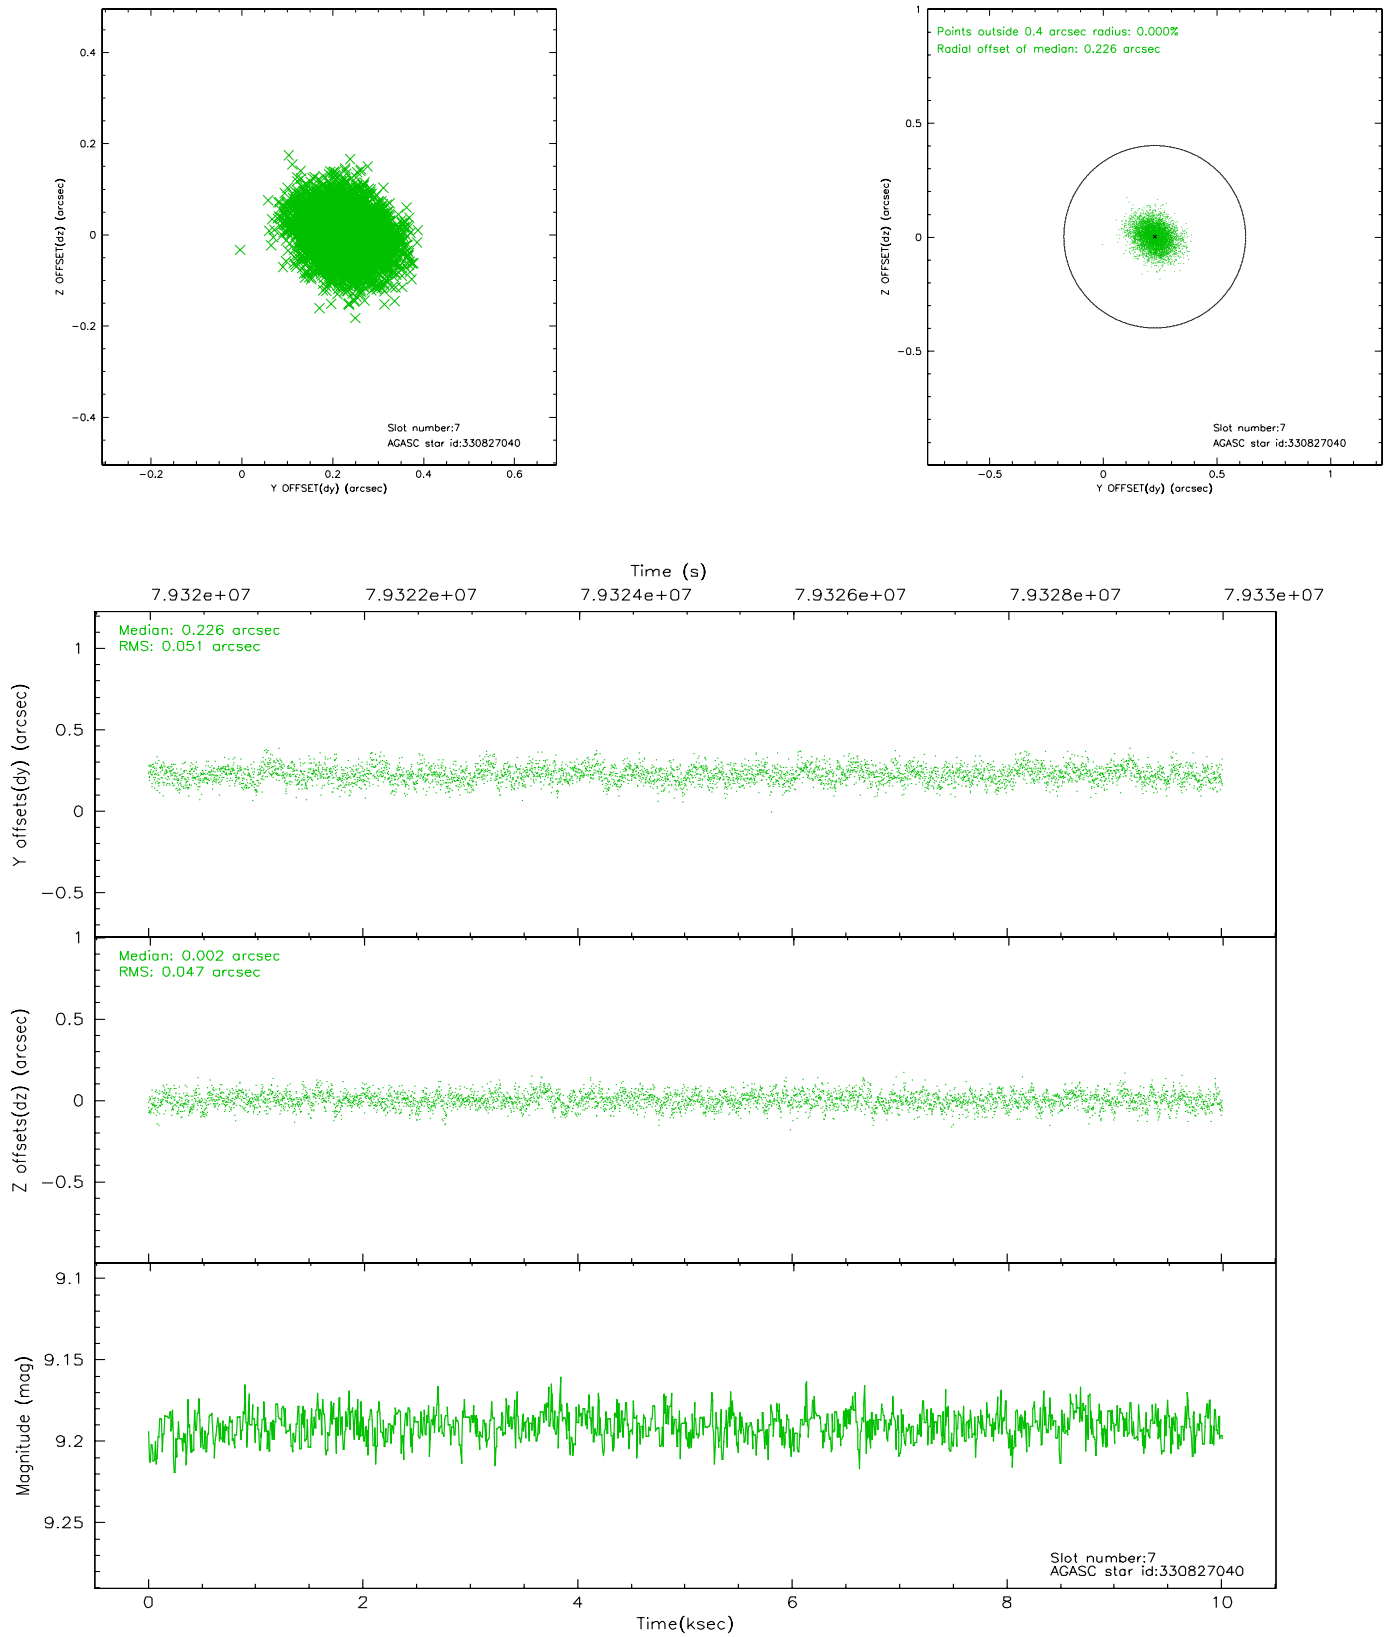 0.4
0.2
0
−0.2
−0.4
Z OFFSET(dz) (arcsec)
Slot number:7
AGASC star id:330827040
−0.2 0 0.2 0.4 0.6
Y OFFSET(dy) (arcsec)
Points outside 0.4 arcsec radius: 0.000%
Radial offset of median: 0.226 arcsec
1
0.5
0
−0.5
Z OFFSET(dz) (arcsec)
Slot number:7
AGASC star id:330827040
−0.5 0 0.5 1
Y OFFSET(dy) (arcsec)
Time (s)
7.932e+07 7.9322e+07 7.9324e+07 7.9326e+07 7.9328e+07 7.933e+07
Median: 0.226 arcsec
RMS: 0.051 arcsec
1
0.5
0
−0.5
Y offsets(dy) (arcsec)
Median: 0.002 arcsec
RMS: 0.047 arcsec
1
0.5
0
−0.5
Z offsets(dz) (arcsec)
9.1
9.15
9.2
9.25
Magnitude (mag)
Slot number:7
AGASC star id:330827040
0 2 4 6 8 10
Time(ksec)